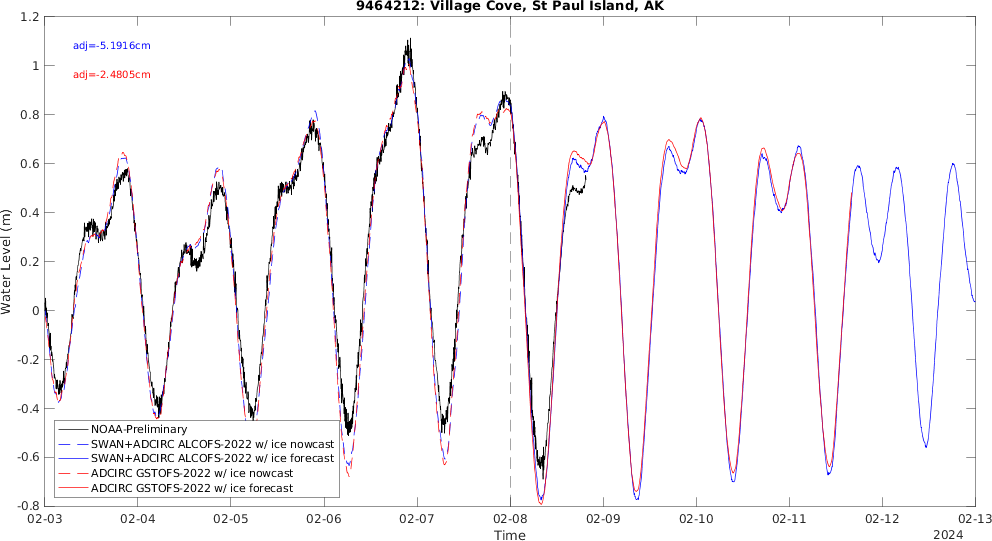 9464212: Village Cove, St Paul Island, AK
1.2
1
0.8
0.6
0.4
0.2
0
-0.2
-0.4
-0.6
-0.8
Water Level (m)
adj=-5.1916cm
adj=-2.4805cm
NOAA-Preliminary
SWAN+ADCIRC ALCOFS-2022 w/ ice nowcast
SWAN+ADCIRC ALCOFS-2022 w/ ice forecast
ADCIRC GSTOFS-2022 w/ ice nowcast
ADCIRC GSTOFS-2022 w/ ice forecast
02-03 02-04 02-05 02-06 02-07 02-08 02-09 02-10 02-11 02-12 02-13
Time
2024